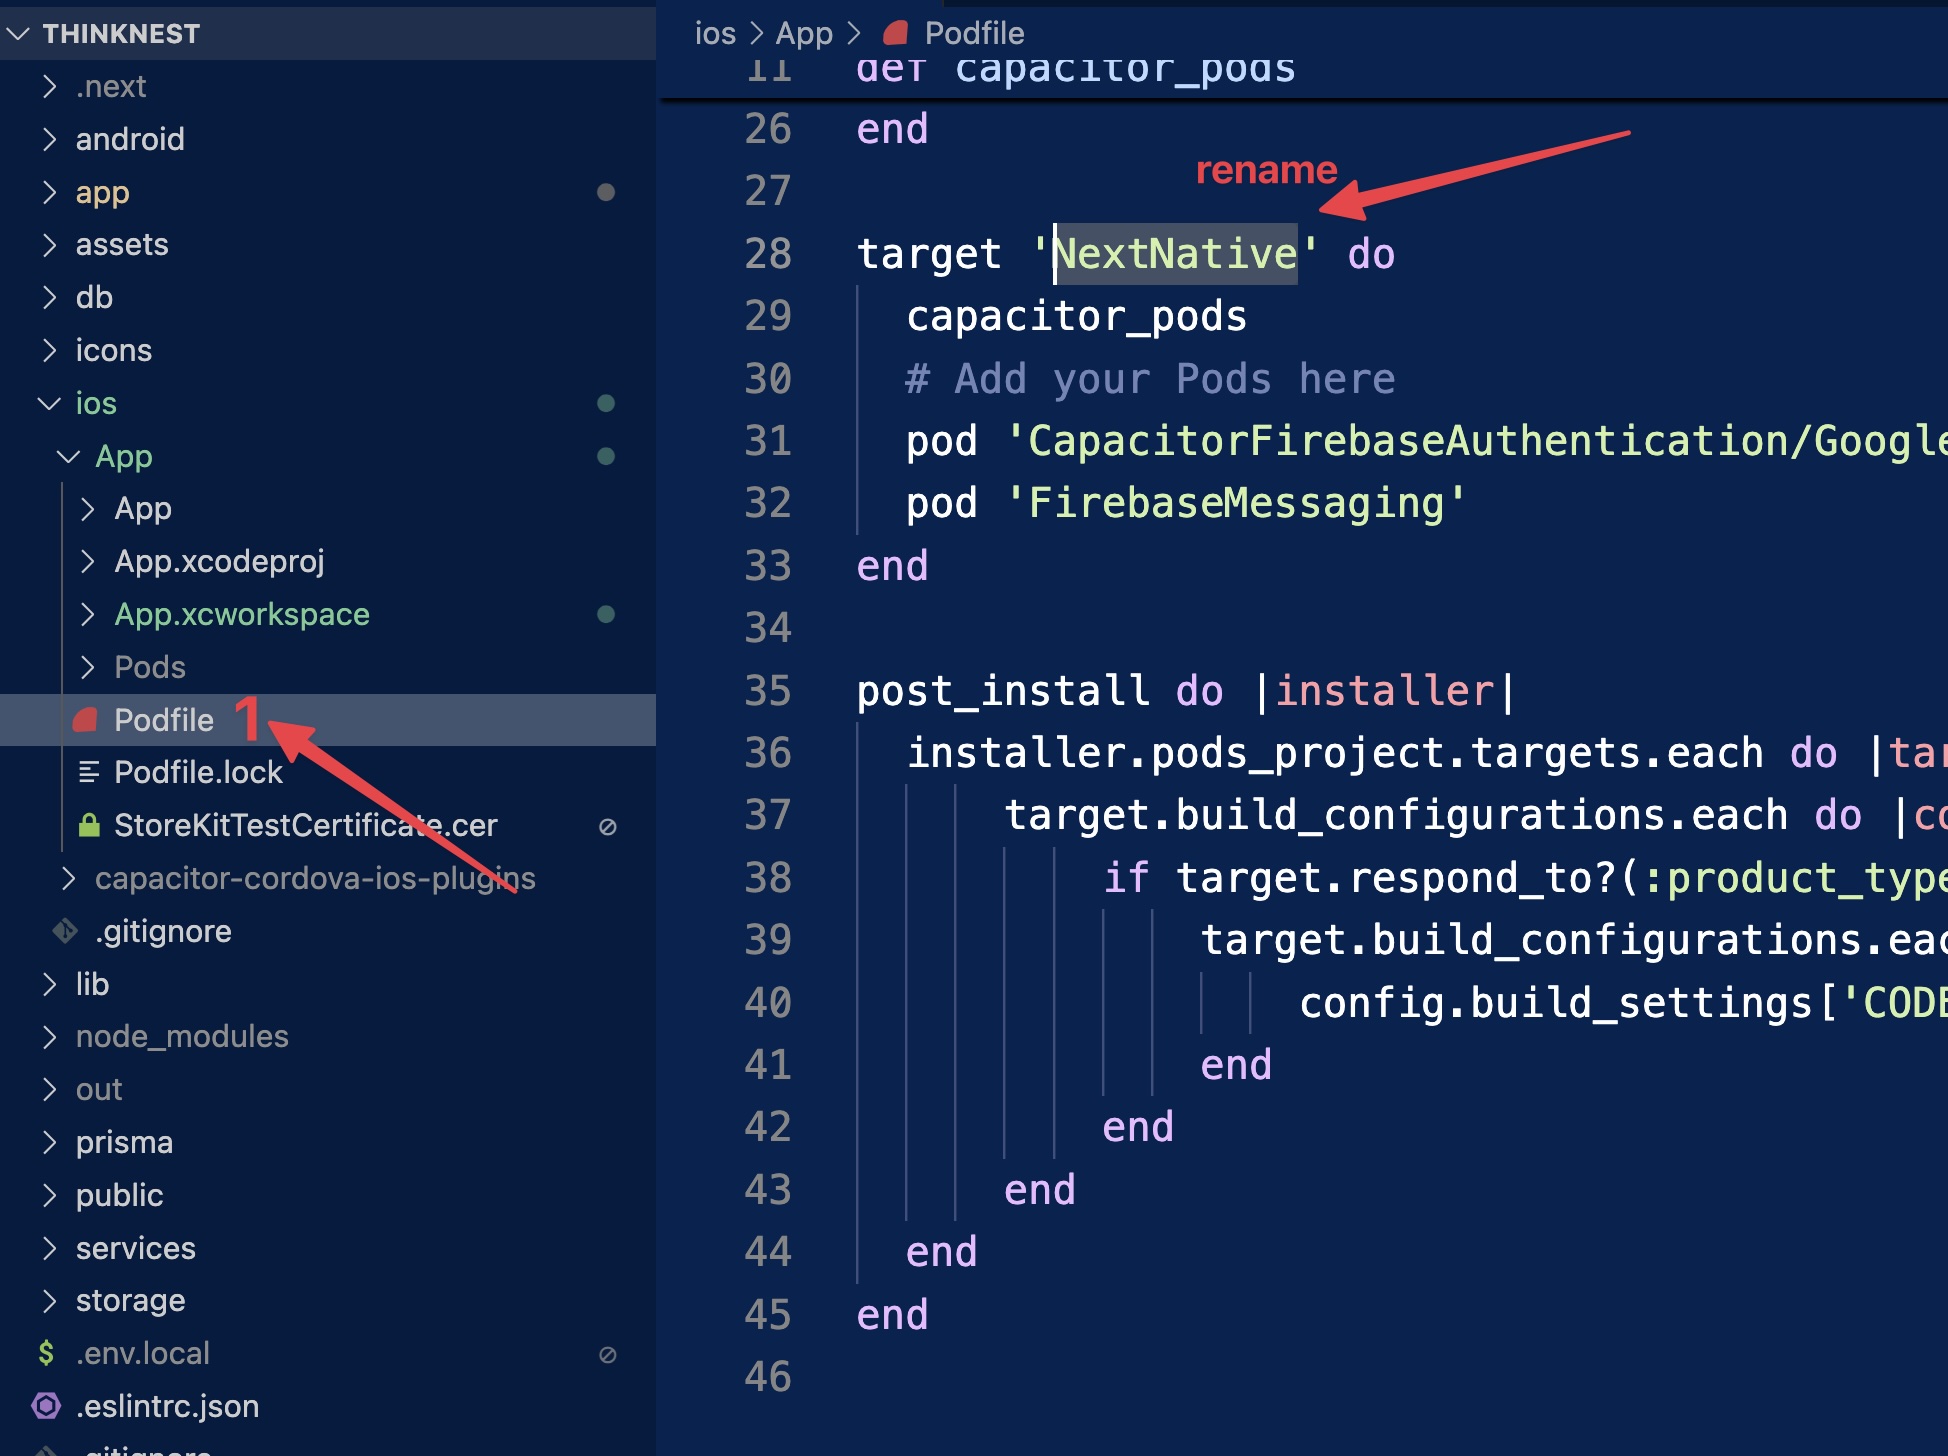 THINKNEST
.next
android
app
assets
db
icons
ios
App
App
App.xcodeproj
App.xcworkspace
Pods
Podfile 1
Podfile.lock
StoreKitTestCertificate.cer
capacitor-cordova-ios-plugins
.gitignore
lib
node_modules
out
prisma
public
services
storage
$ .env.local
.eslintrc.json
.gitignore
ios > App > Podfile
11 def capacitor_pods
26 end
rename
27
28 target 'NextNative' do
29 capacitor_pods
30 # Add your Pods here
31 pod 'CapacitorFirebaseAuthentication/Google
32 pod 'FirebaseMessaging'
33 end
34
35 post_install do |installer|
36 installer.pods_project.targets.each do |tar
37 target.build_configurations.each do |co
38 if target.respond_to?(:product_type
39 target.build_configurations.eac
40 config.build_settings['CODE
41 end
42 end
43 end
44 end
45 end
46